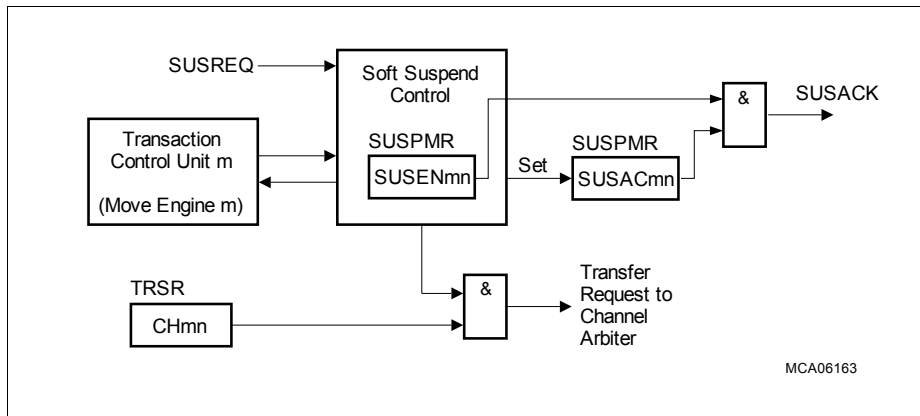 SUSREQ
Soft Suspend
Control
&
SUSACK
Transaction
Control Unit m
(Move Engine m)
SUSPMR
SUSENmn
Set
SUSPMR
SUSACmn
TRSR
CHmn
&
Transfer
Request to
Channel
Arbiter
MCA06163